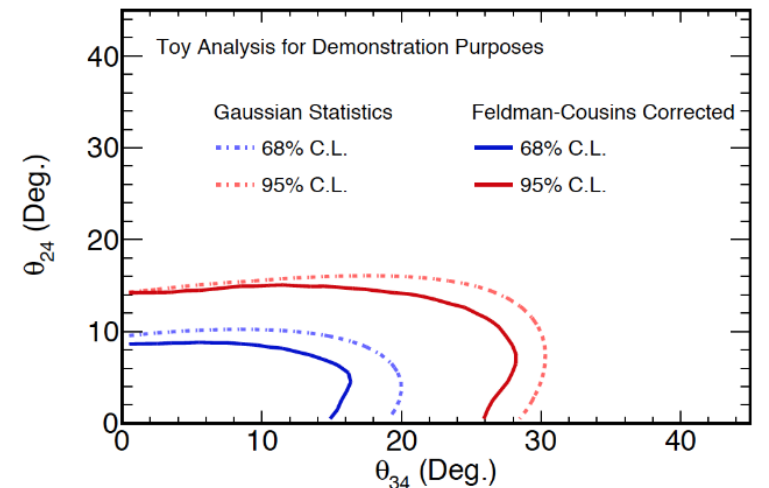 Toy Analysis for Demonstration Purposes
Gaussian Statistics Feldman-Cousins Corrected
68% C.L. 68% C.L.
95% C.L. 95% C.L.
θ24 (Deg.)
40
30
20
10
0
0 10 20 30 40
θ34 (Deg.)